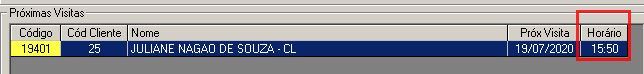 Próximas Visitas
Código Cód Cliente Nome Próx Visita Horário
19401 25 JULIANE NAGAO DE SOUZA - CL 19/07/2020 15:50